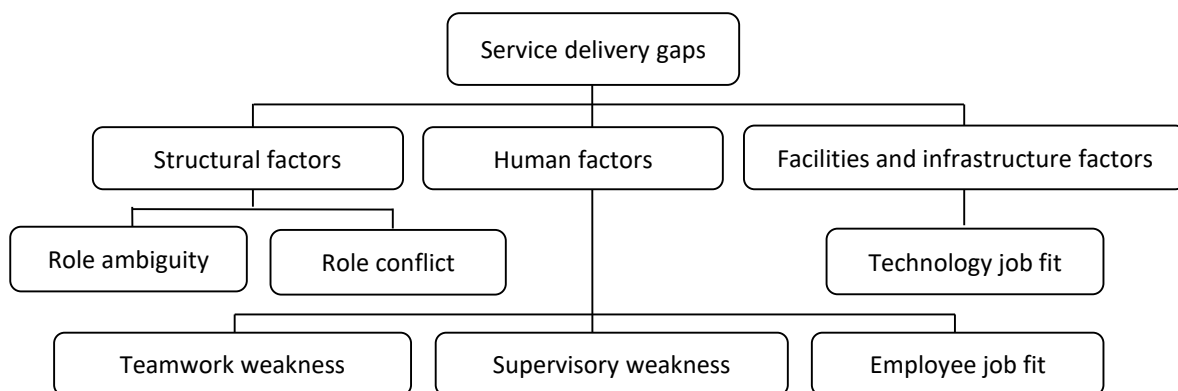 Service delivery gaps
Structural factors
Human factors
Facilities and infrastructure factors
Role ambiguity
Role conflict
Technology job fit
Teamwork weakness
Supervisory weakness
Employee job fit